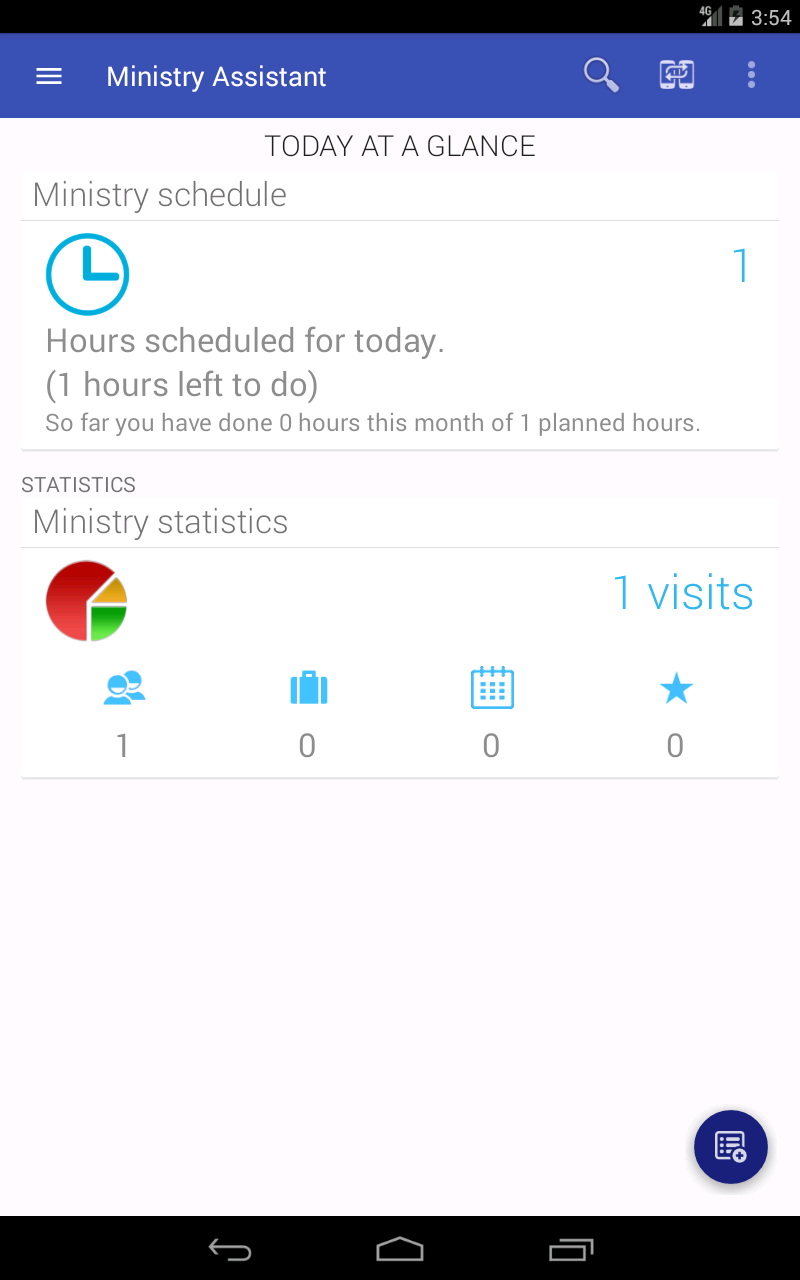 4G 3:54
Ministry Assistant
TODAY AT A GLANCE
Ministry schedule
1
Hours scheduled for today.
(1 hours left to do)
So far you have done 0 hours this month of 1 planned hours.
STATISTICS
Ministry statistics
1 visits
1 0 0 0